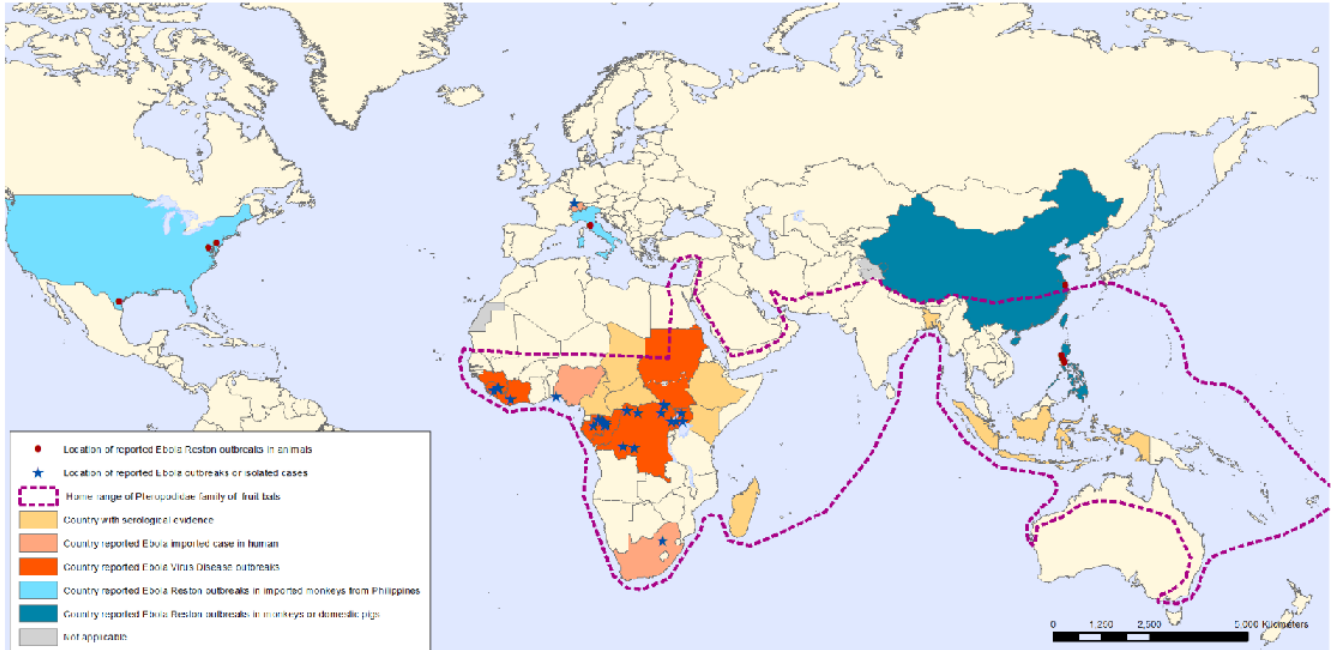 Location of reported Ebola Reston outbreaks in animals
Location of reported Ebola outbreaks or isolated cases
Home range of Pteropodidae family of fruit bats
Country with serological evidence
Country reported Ebola imported case in human
Country reported Ebola Virus Disease outbreaks
Country reported Ebola Reston outbreaks in imported monkeys from Philippines
Country reported Ebola Reston outbreaks in monkeys or domestic pigs
Not applicable
0 1,250 2,500 5,000 Kilometers